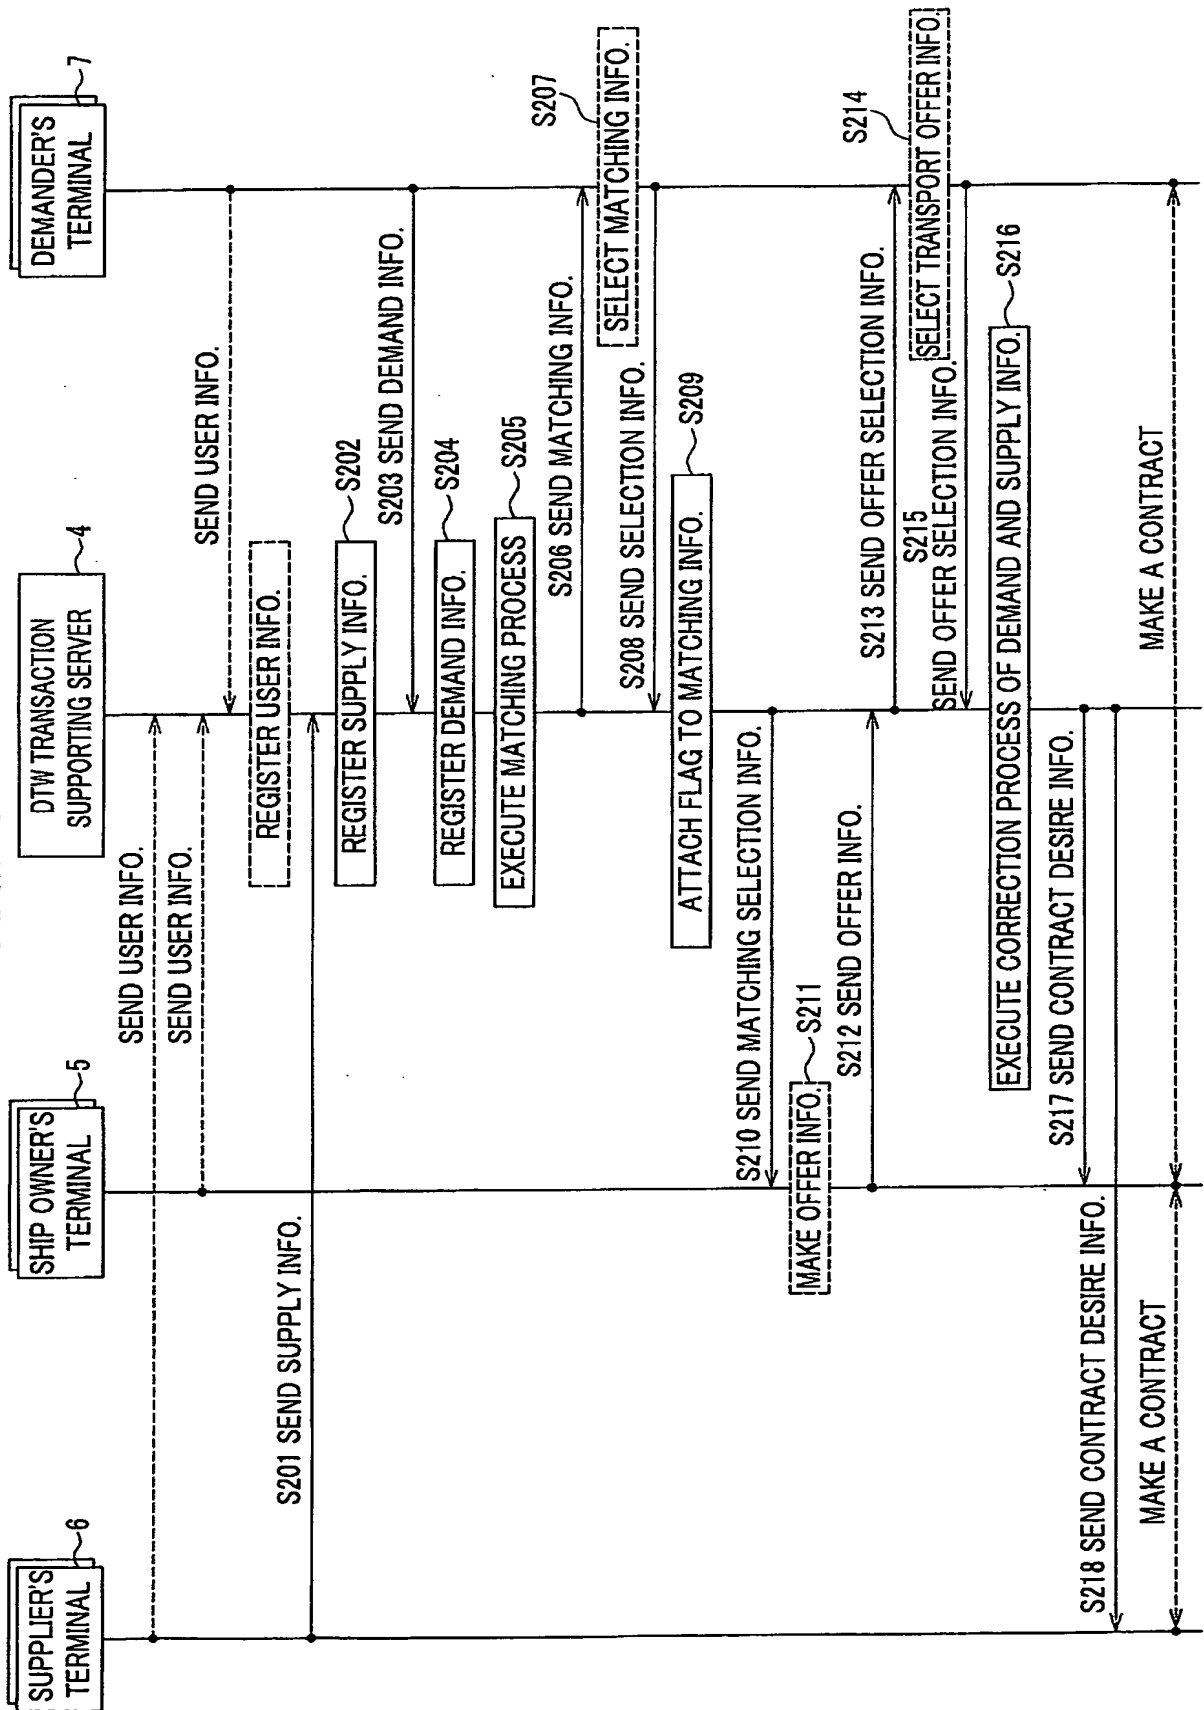 SUPPLIER'S
TERMINAL
6
SHIP OWNER'S
TERMINAL
5
DTW TRANSACTION
SUPPORTING SERVER
4
DEMANDER'S
TERMINAL
7
SEND USER INFO.
SEND USER INFO.
SEND USER INFO.
REGISTER USER INFO.
S201 SEND SUPPLY INFO.
REGISTER SUPPLY INFO.
S202
S203 SEND DEMAND INFO.
REGISTER DEMAND INFO.
S204
EXECUTE MATCHING PROCESS
S205
S206 SEND MATCHING INFO.
SELECT MATCHING INFO.
S207
S208 SEND SELECTION INFO.
ATTACH FLAG TO MATCHING INFO.
S209
S210 SEND MATCHING SELECTION INFO.
MAKE OFFER INFO.
S211
S212 SEND OFFER INFO.
S213 SEND OFFER SELECTION INFO.
SELECT TRANSPORT OFFER INFO.
S214
S215
SEND OFFER SELECTION INFO.
EXECUTE CORRECTION PROCESS OF DEMAND AND SUPPLY INFO.
S216
S217 SEND CONTRACT DESIRE INFO.
S218 SEND CONTRACT DESIRE INFO.
MAKE A CONTRACT
MAKE A CONTRACT